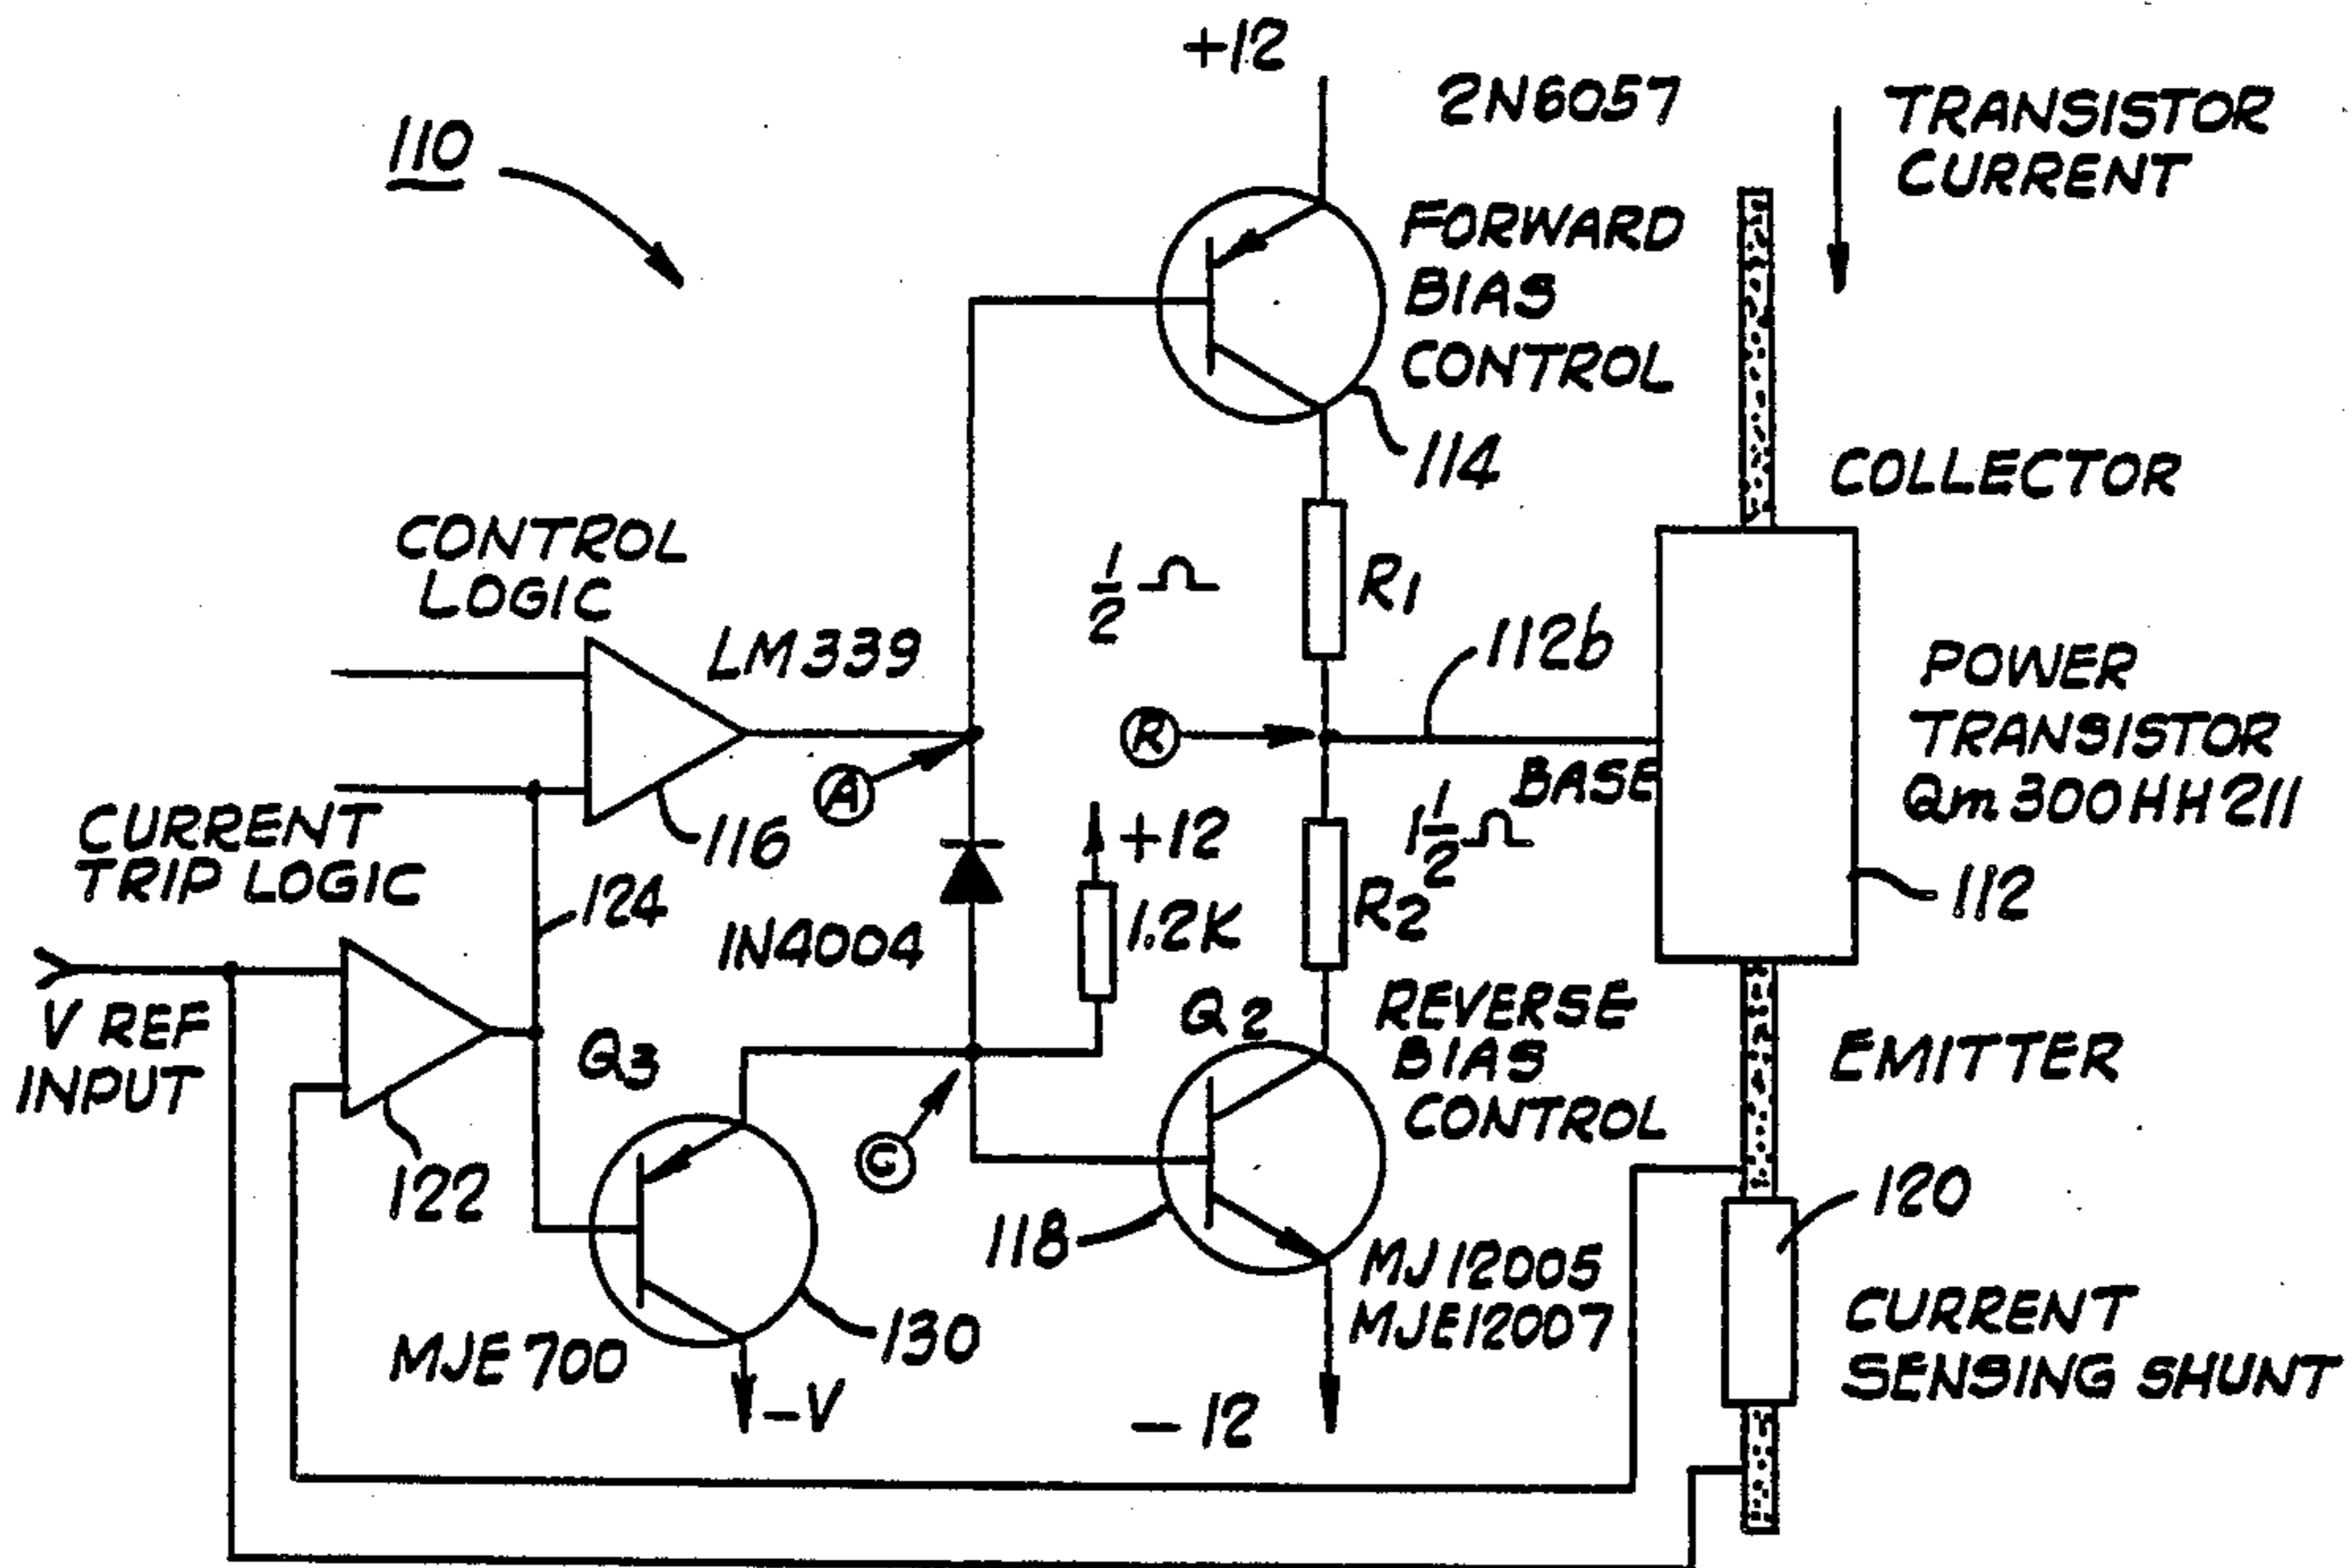 +12
2N6057
TRANSISTOR
CURRENT
110
FORWARD
BIAS
CONTROL
114
COLLECTOR
CONTROL
LOGIC
LM339
1/2 Ω
R1
112b
POWER
TRANSISTOR
Qm300HH211
112
A
R
BASE
116
CURRENT
TRIP LOGIC
124
+12
1.2K
1 1/2 Ω
R2
1N4004
V REF
INPUT
Q3
Q2
REVERSE
BIAS
CONTROL
EMITTER
122
C
118
120
MJ12005
MJE12007
CURRENT
SENSING SHUNT
130
MJE700
-V
-12